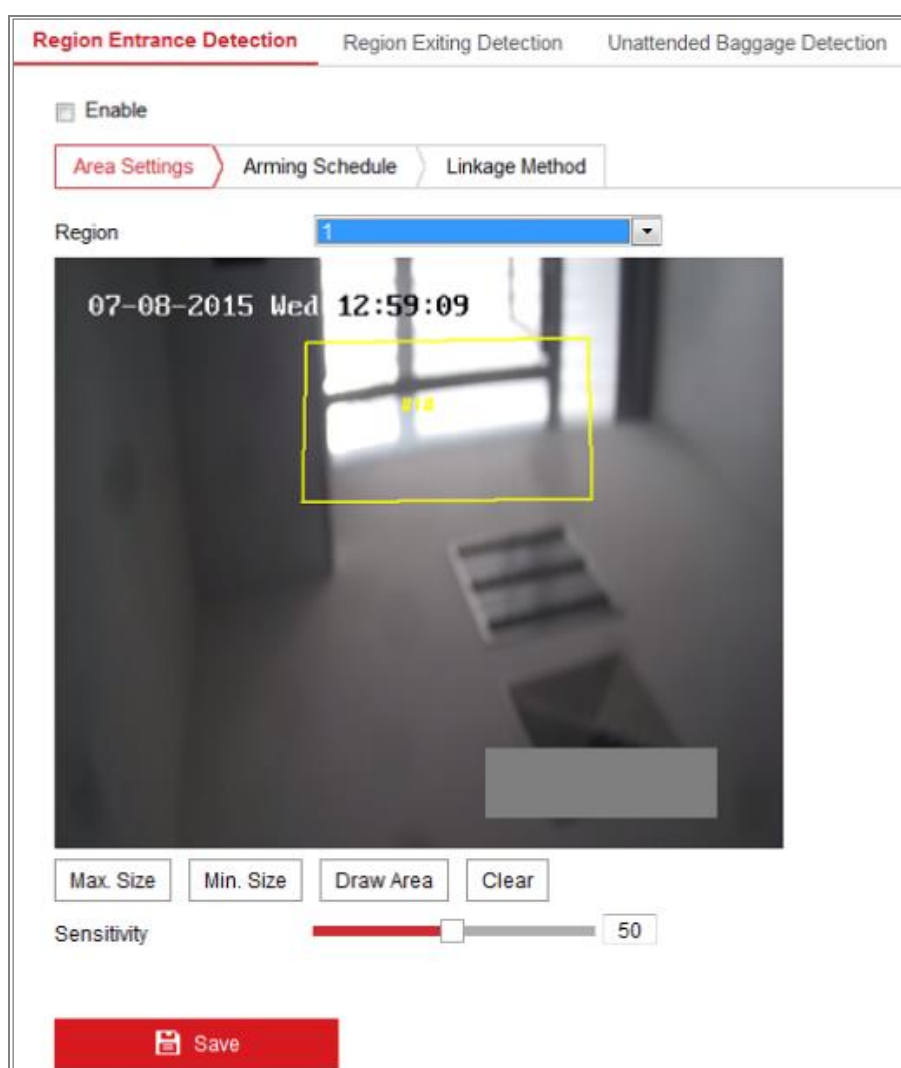 Region Entrance Detection Region Exiting Detection Unattended Baggage Detection
Enable
Area Settings Arming Schedule Linkage Method
Region 1
07-08-2015 Wed 12:59:09
#1#
Max. Size Min. Size Draw Area Clear
Sensitivity 50
Save